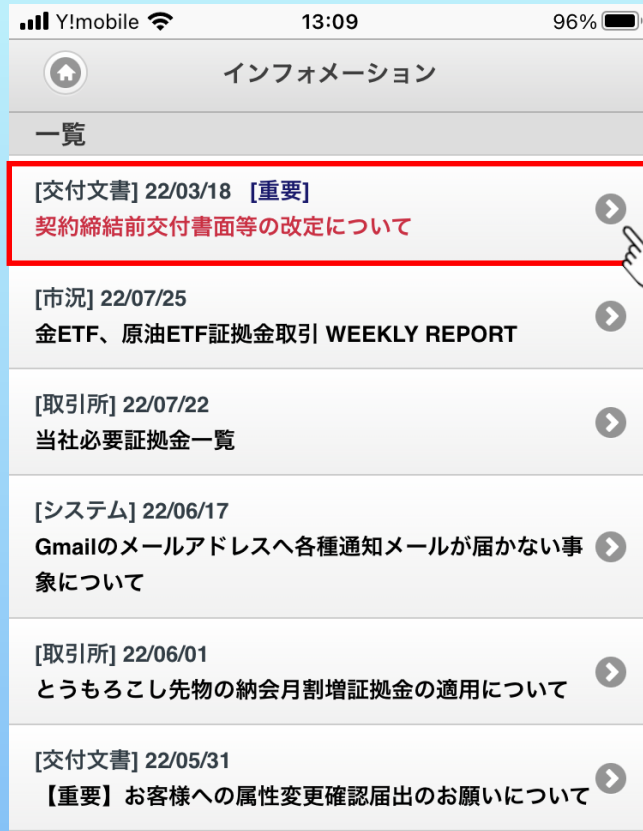 Y!mobile 13:09 96%
インフォメーション
一覧
[交付文書] 22/03/18 [重要]
契約締結前交付書面等の改定について
[市況] 22/07/25
金ETF、原油ETF証拠金取引 WEEKLY REPORT
[取引所] 22/07/22
当社必要証拠金一覧
[システム] 22/06/17
Gmailのメールアドレスへ各種通知メールが届かない事
象について
[取引所] 22/06/01
とうもろこし先物の納会月割増証拠金の適用について
[交付文書] 22/05/31
【重要】お客様への属性変更確認届出のお願いについて